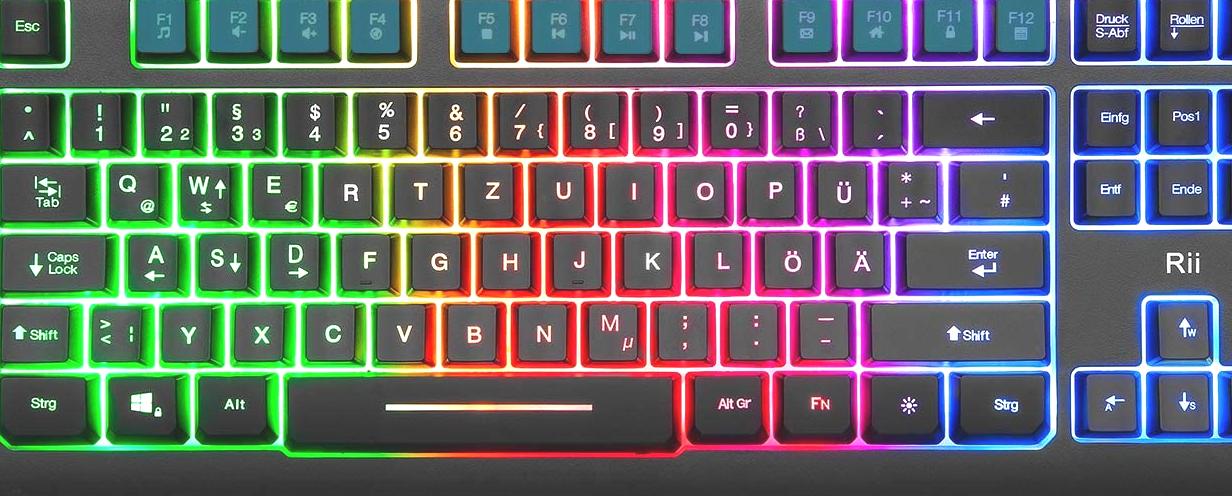 Esc F1 F2 F3 F4 F5 F6 F7 F8 F9 F10 F11 F12 Druck S-Abf Rollen ↓
° ^ ! 1 " 2 2 § 3 3 $ 4 % 5 & 6 / 7 { ( 8 [ ) 9 ] = 0 } ? ß \ ` ´ ← Einfg Pos1
Tab Q @ W ↑ E € R T Z U I O P Ü * + ~ ' # Entf Ende
↓ Caps Lock A ← S ↓ D → F G H J K L Ö Ä Enter ↵ Rii
⬆ Shift > < | Y X C V B N M µ ; , : . _ - ⬆ Shift ↑ W
Strg Alt Alt Gr FN Strg ← A ↓ S